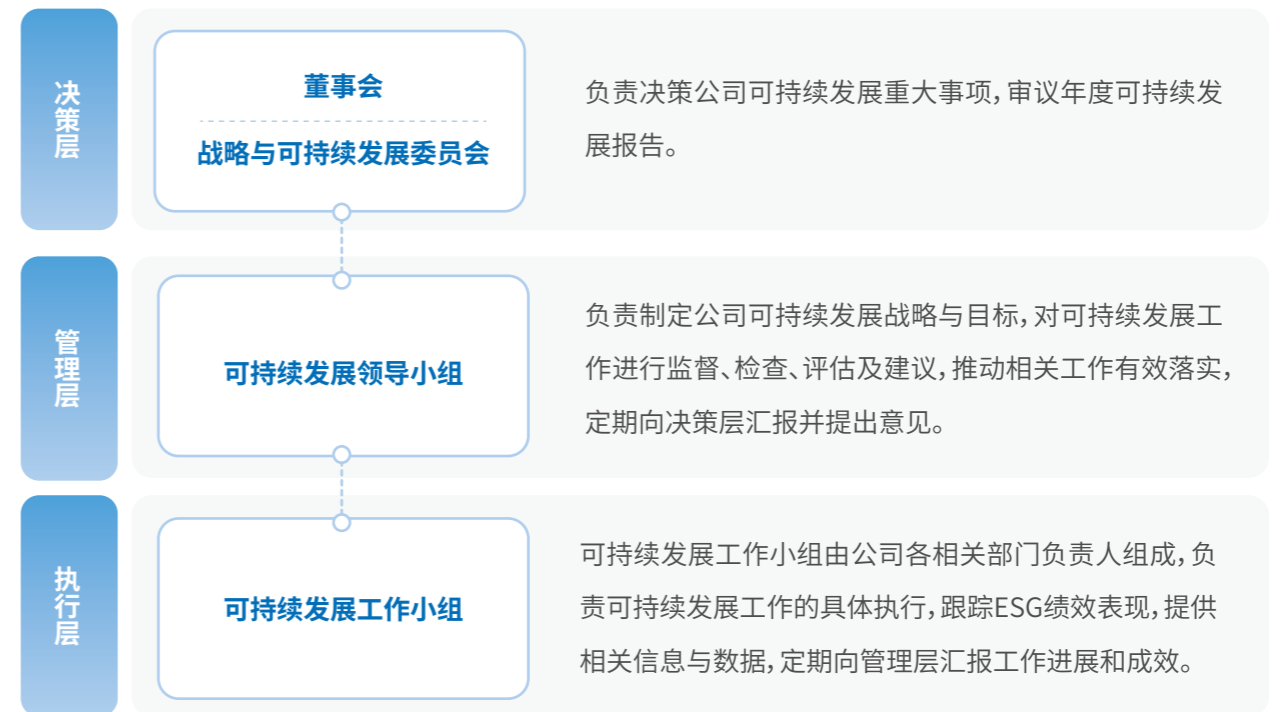 决策层
董事会
战略与可持续发展委员会
负责决策公司可持续发展重大事项,审议年度可持续发
展报告。
管理层
可持续发展领导小组
负责制定公司可持续发展战略与目标,对可持续发展工
作进行监督、检查、评估及建议,推动相关工作有效落实,
定期向决策层汇报并提出意见。
执行层
可持续发展工作小组
可持续发展工作小组由公司各相关部门负责人组成,负
责可持续发展工作的具体执行,跟踪ESG绩效表现,提供
相关信息与数据,定期向管理层汇报工作进展和成效。